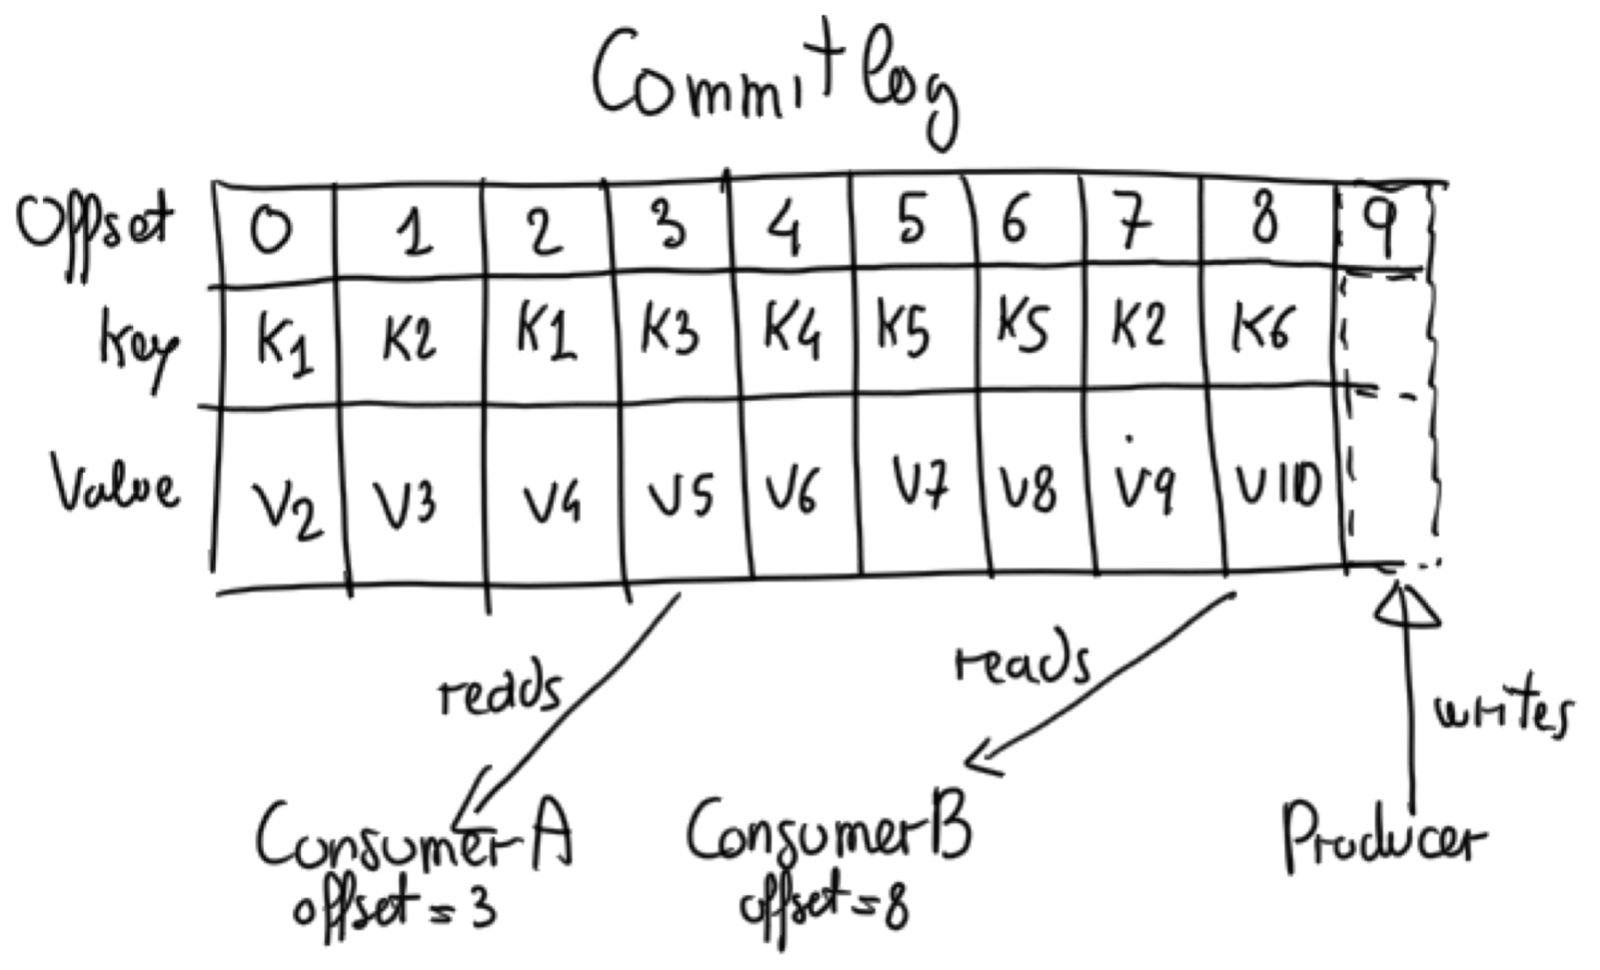 Commit log
Offset 0 1 2 3 4 5 6 7 8 9
Key K1 K2 K1 K3 K4 K5 K5 K2 K6
Value V2 V3 V4 V5 V6 V7 V8 V9 V10
reads
reads
writes
Consumer A
offset = 3
Consumer B
offset = 8
Producer